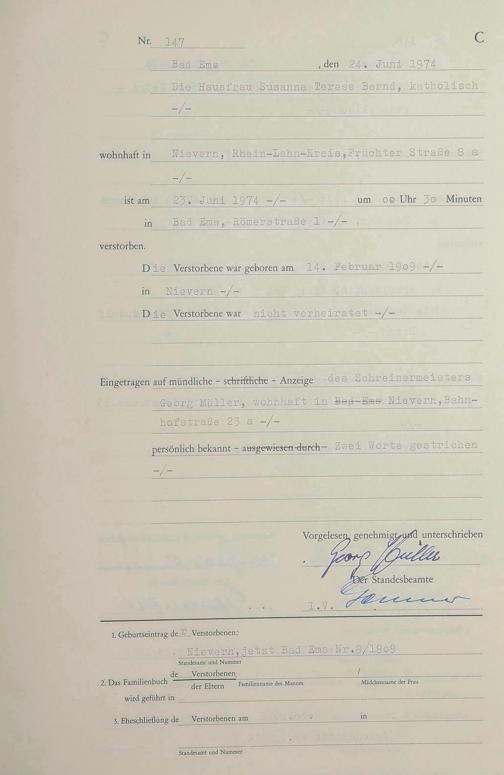 Nr. 147 C
Bad Ems , den 24. Juni 1974
Die Hausfrau Susanna Terese Bernd, katholisch
-/-
wohnhaft in Nievern, Rhein-Lahn-Kreis,Früchter Straße 8 a
-/-
ist am 23. Juni 1974 -/- um 00 Uhr 30 Minuten
in Bad Ems, Römerstraße 1 -/- .
verstorben.
Die Verstorbene war geboren am 14. Februar 1909 -/-
in Nievern -/-
Die Verstorbene war nicht verheiratet -/-
Eingetragen auf mündliche - schriftliche - Anzeige des Schreinermeisters
Georg Müller, wohnhaft in Bad Ems Nievern,Bahn-
hofstraße 23 a -/-
persönlich bekannt - ausgewiesen durch - Zwei Worte gestrichen
-/-
Vorgelesen, genehmigt und unterschrieben
Georg Müller
Der Standesbeamte
I.V.
1. Geburtseintrag der Verstorbenen:
Nievern,jetzt Bad Ems Nr.9/1909
Standesamt und Nummer
2. Das Familienbuch de Verstorbenen /
der Eltern Familienname des Mannes Mädchenname der Frau
wird geführt in
3. Eheschließung de Verstorbenen am in
Standesamt und Nummer